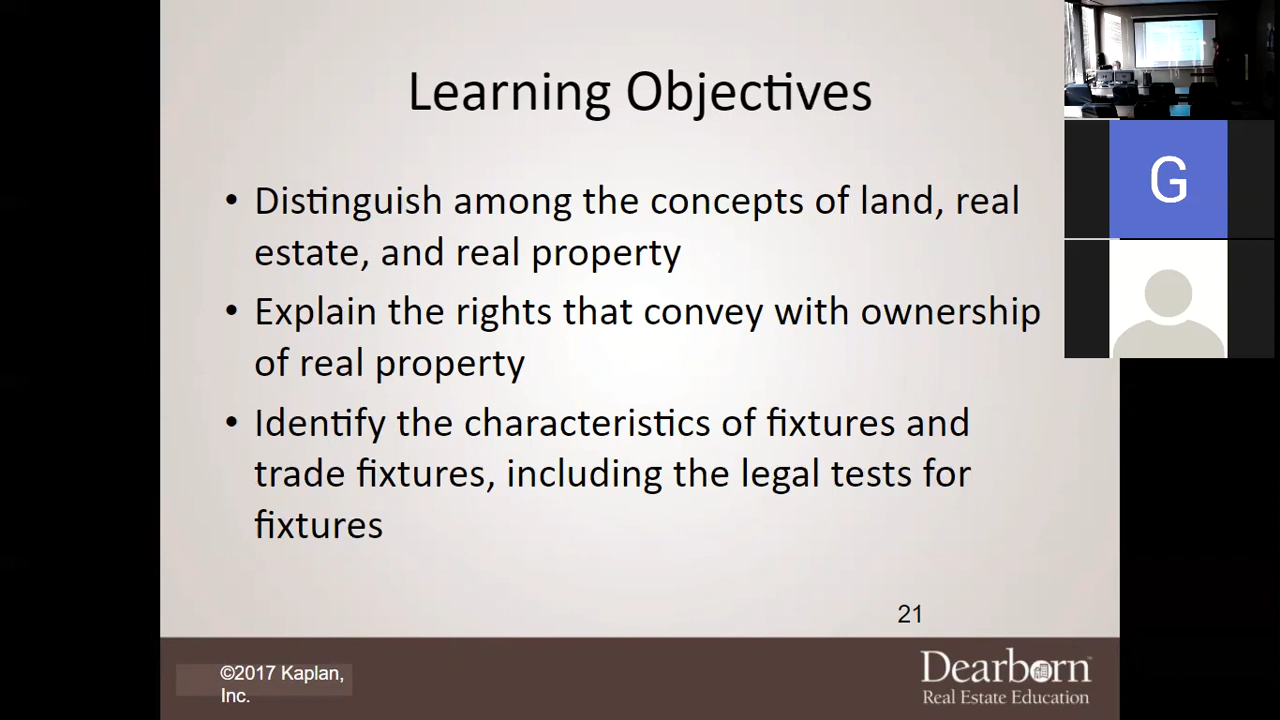 Learning Objectives
• Distinguish among the concepts of land, real
estate, and real property
• Explain the rights that convey with ownership
of real property
• Identify the characteristics of fixtures and
trade fixtures, including the legal tests for
fixtures
21
©2017 Kaplan,
Inc.
Dearborn™
Real Estate Education
G